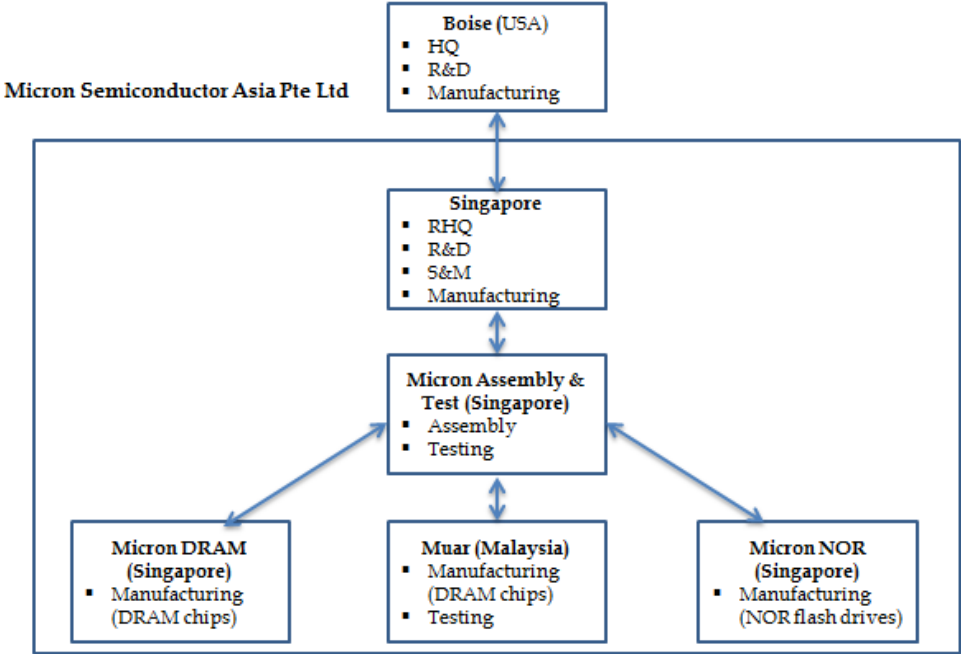 Boise (USA)
▪ HQ
▪ R&D
▪ Manufacturing
Micron Semiconductor Asia Pte Ltd
Singapore
▪ RHQ
▪ R&D
▪ S&M
▪ Manufacturing
Micron Assembly &
Test (Singapore)
▪ Assembly
▪ Testing
Micron DRAM
(Singapore)
▪ Manufacturing
(DRAM chips)
Muar (Malaysia)
▪ Manufacturing
(DRAM chips)
▪ Testing
Micron NOR
(Singapore)
▪ Manufacturing
(NOR flash drives)